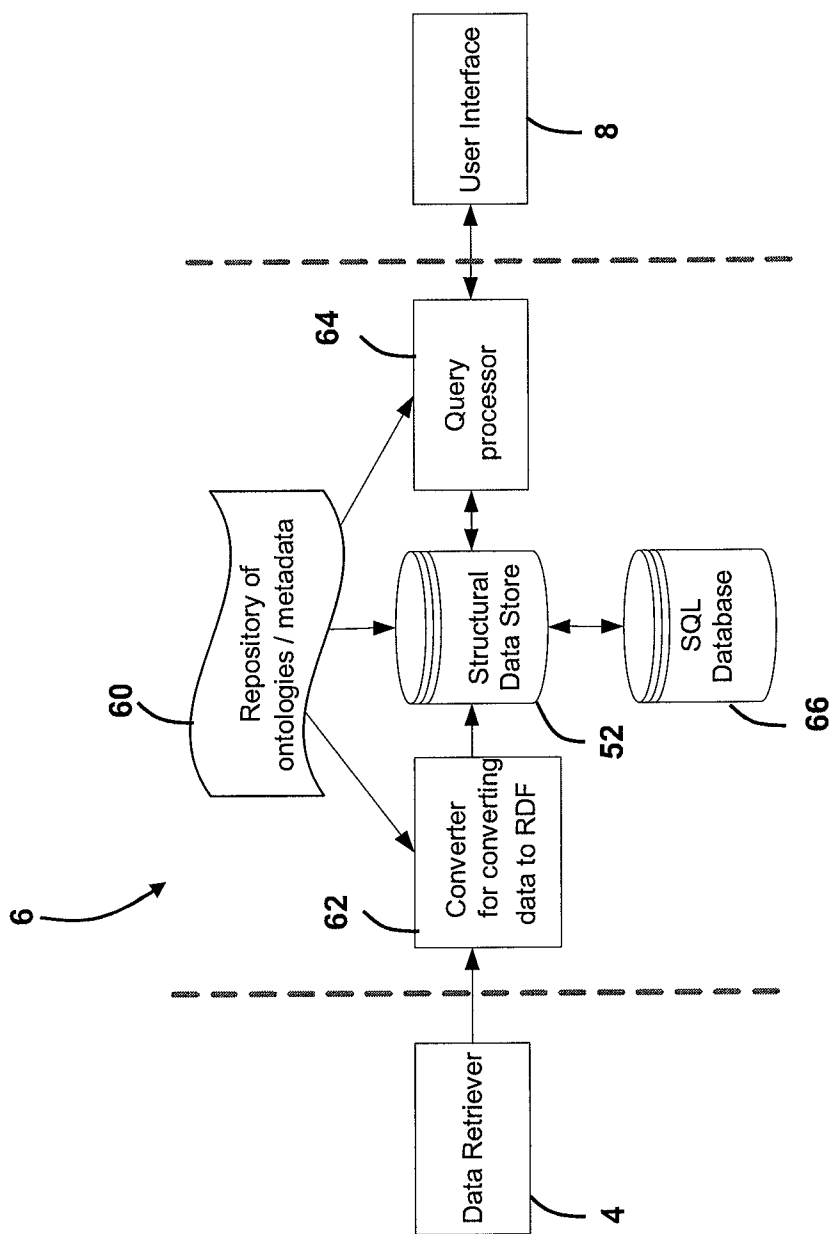 6
60
Repository of
ontologies / metadata
62
64
Data Retriever
Converter
for converting
data to RDF
Structural
Data Store
Query
processor
User Interface
4
52
8
SQL
Database
66